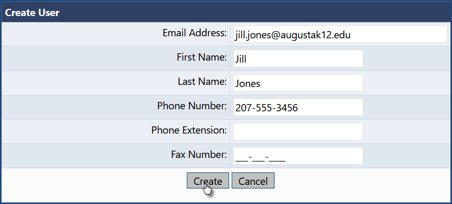 Create User
Email Address: jill.jones@augustak12.edu
First Name: Jill
Last Name: Jones
Phone Number: 207-555-3456
Phone Extension:
Fax Number: ___-___-____
Create Cancel